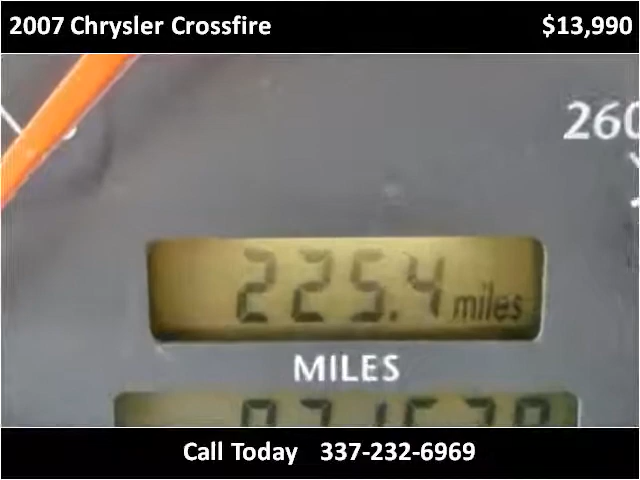 2007 Chrysler Crossfire $13,990
260
225.4 miles
MILES
Call Today 337-232-6969